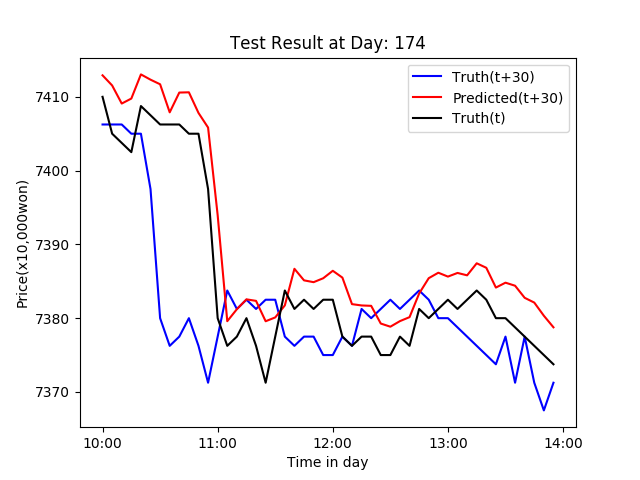 Test Result at Day: 174
Truth(t+30)
Predicted(t+30)
Truth(t)
Price(x10,000won)
7410
7400
7390
7380
7370
10:00
11:00
12:00
13:00
14:00
Time in day